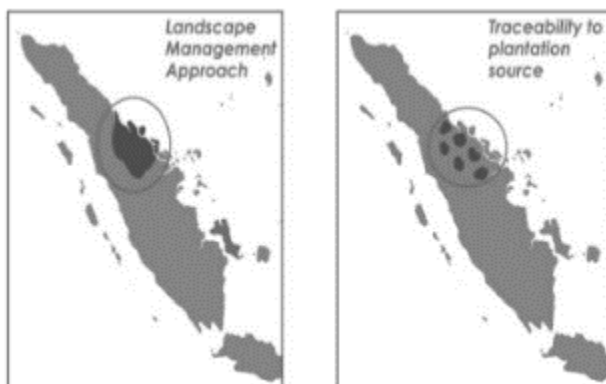 Landscape
Management
Approach
Traceability to
plantation
source